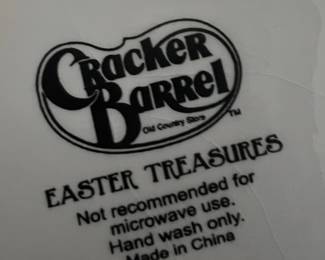 Cracker
Barrel
Old Country Store
TM
EASTER TREASURES
Not recommended for
microwave use.
Hand wash only.
Made in China